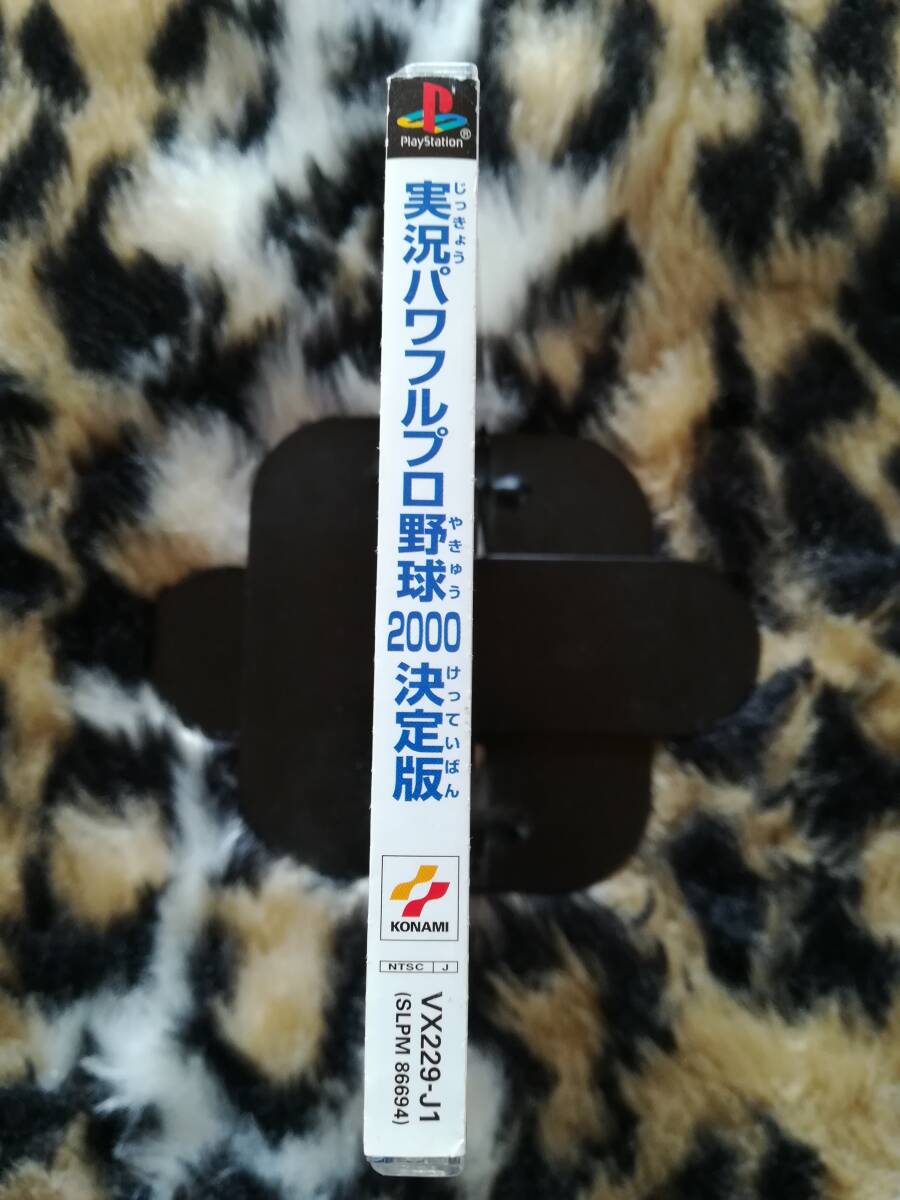 PlayStation®
実況パワフルプロ野球2000決定版
じっきょう
やきゅう
けっていばん
KONAMI
NTSC J
VX229-J1
(SLPM 86694)